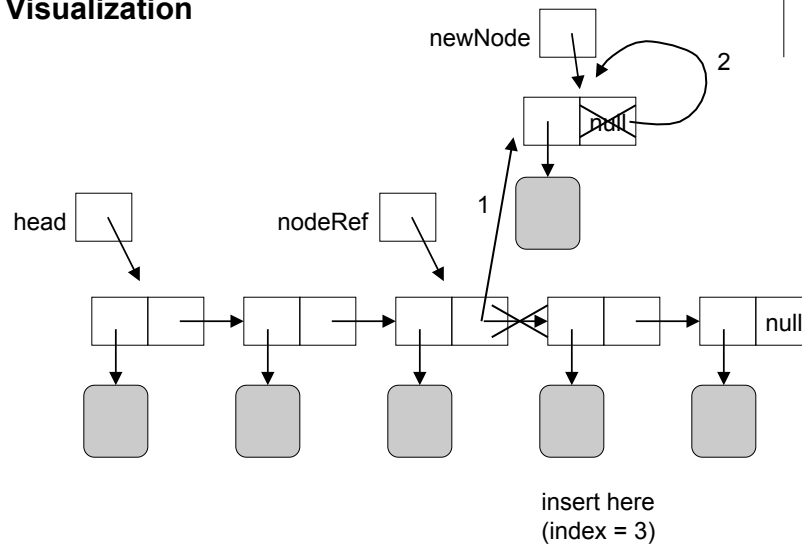 Visualization
newNode
2
null
1
head
nodeRef
null
insert here
(index = 3)